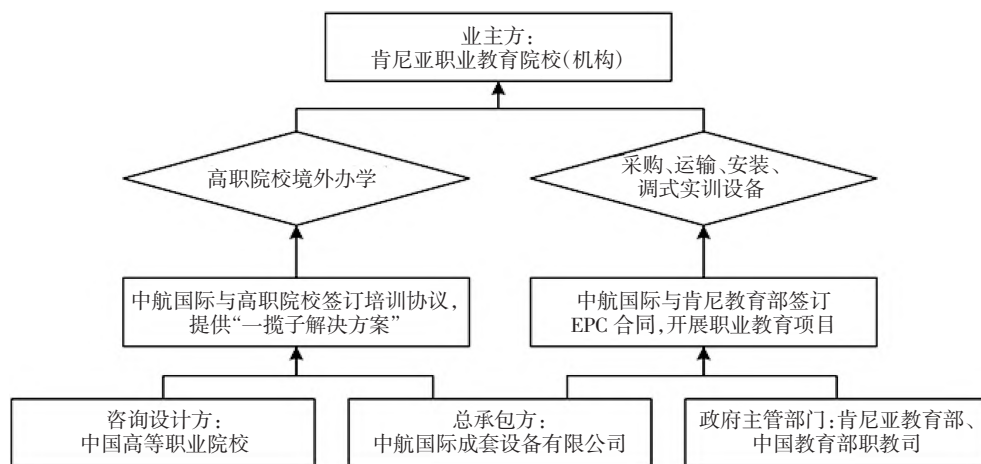 业主方：
肯尼亚职业教育院校(机构)
高职院校境外办学
采购、运输、安装、
调式实训设备
中航国际与高职院校签订培训协议，
提供“一揽子解决方案”
中航国际与肯尼教育部签订
EPC 合同，开展职业教育项目
咨询设计方：
中国高等职业院校
总承包方：
中航国际成套设备有限公司
政府主管部门：肯尼亚教育部、
中国教育部职教司